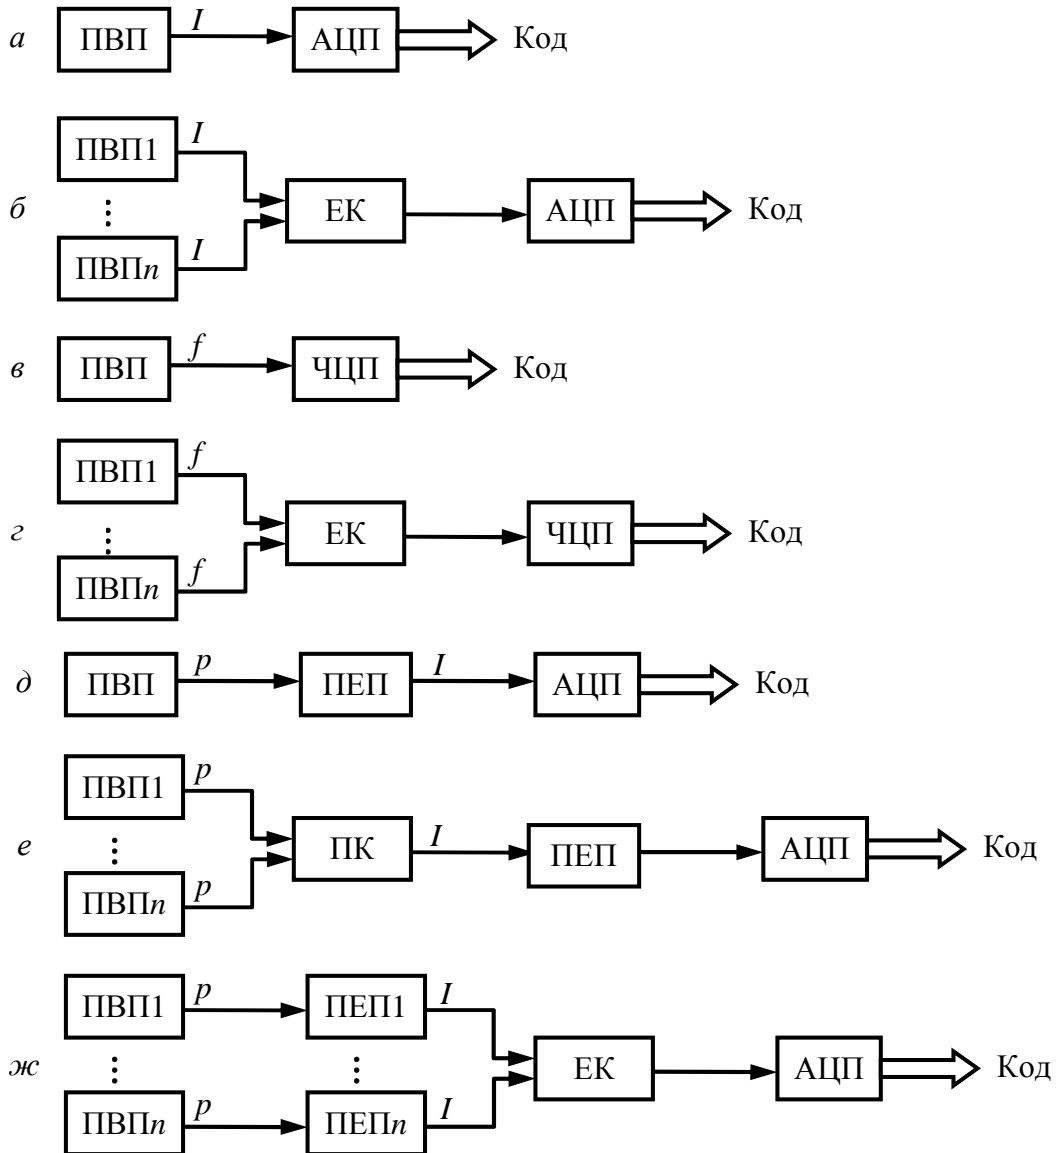 а ПВП I АЦП Код
ПВП1 I
б ⋮ ЕК АЦП Код
ПВПn I
в ПВП f ЧЦП Код
ПВП1 f
г ⋮ ЕК ЧЦП Код
ПВПn f
д ПВП p ПЕП I АЦП Код
ПВП1 p
е ⋮ ПК I ПЕП АЦП Код
ПВПn p
ПВП1 p ПЕП1 I
ж ⋮ ⋮ ЕК АЦП Код
ПВПn p ПЕПn I